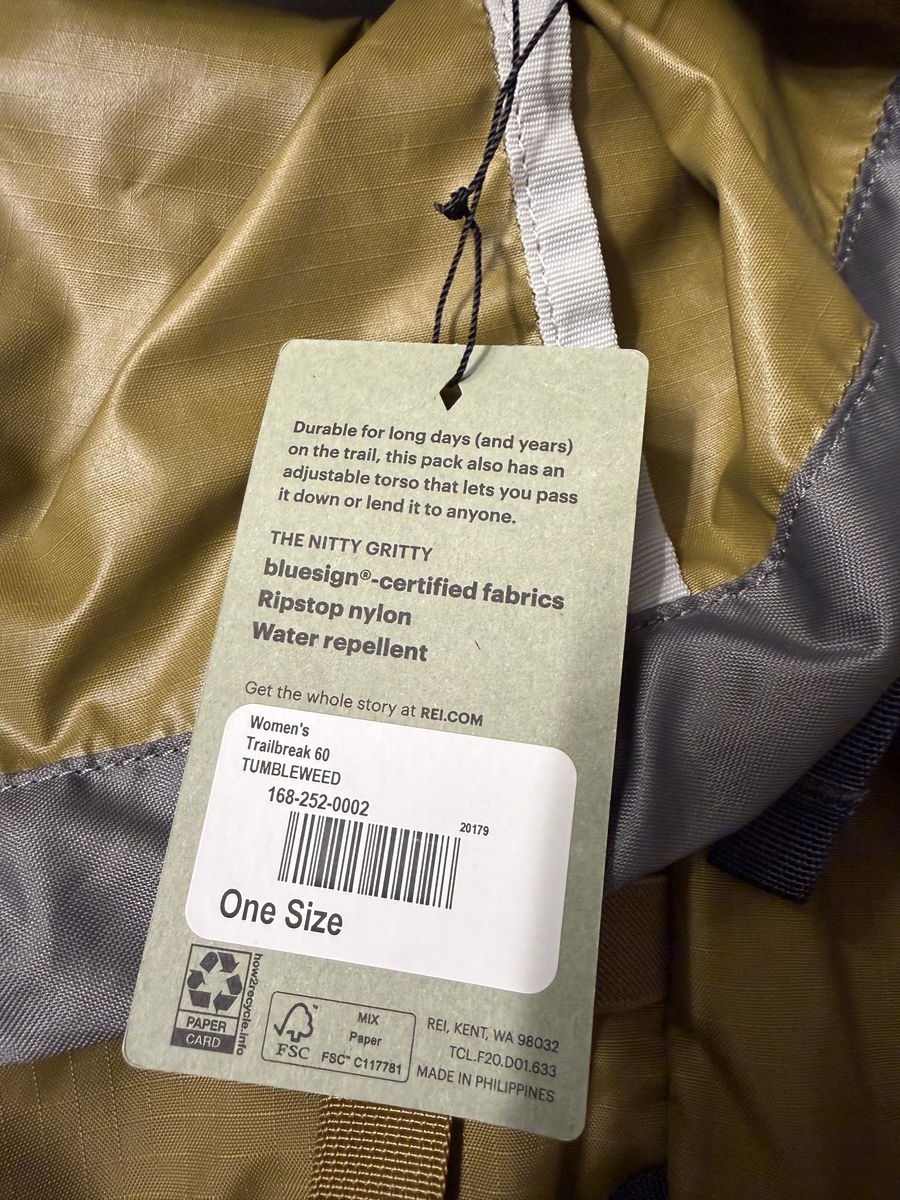 Durable for long days (and years)
on the trail, this pack also has an
adjustable torso that lets you pass
it down or lend it to anyone.
THE NITTY GRITTY
bluesign®-certified fabrics
Ripstop nylon
Water repellent
Get the whole story at REI.COM
Women's
Trailbreak 60
TUMBLEWEED
168-252-0002
20179
One Size
PAPER
CARD
how2recycle.info
FSC
MIX
Paper
FSC™ C117781
REI, KENT, WA 98032
TCL.F20.D01.633
MADE IN PHILIPPINES